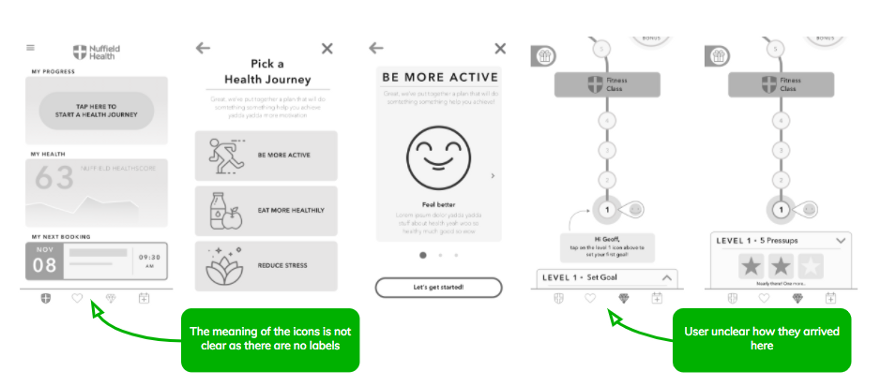 Nuffield
Health
MY PROGRESS
TAP HERE TO
START A HEALTH JOURNEY
MY HEALTH
63
NUFFIELD HEALTHSCORE
MY NEXT BOOKING
NOV
08
09:30
AM
Pick a
Health Journey
Great, we've put together a plan that will do
something something help you achieve
yadda yadda more motivation
BE MORE ACTIVE
EAT MORE HEALTHILY
REDUCE STRESS
BE MORE ACTIVE
Great, we've put together a plan that will do
something something help you achieve!
Feel better
Lorem ipsum dolor yadda yadda
stuff about health yeah woo so
healthy much good so wow
Let's get started!
BONUS
5
Fitness
Class
4
3
2
1
Hi Geoff,
tap on the level 1 icon above to
set your first goal!
LEVEL 1 • Set Goal
BONUS
5
Fitness
Class
4
3
2
1
LEVEL 1 • 5 Pressups
Nearly there! One more..
The meaning of the icons is not
clear as there are no labels
User unclear how they arrived
here